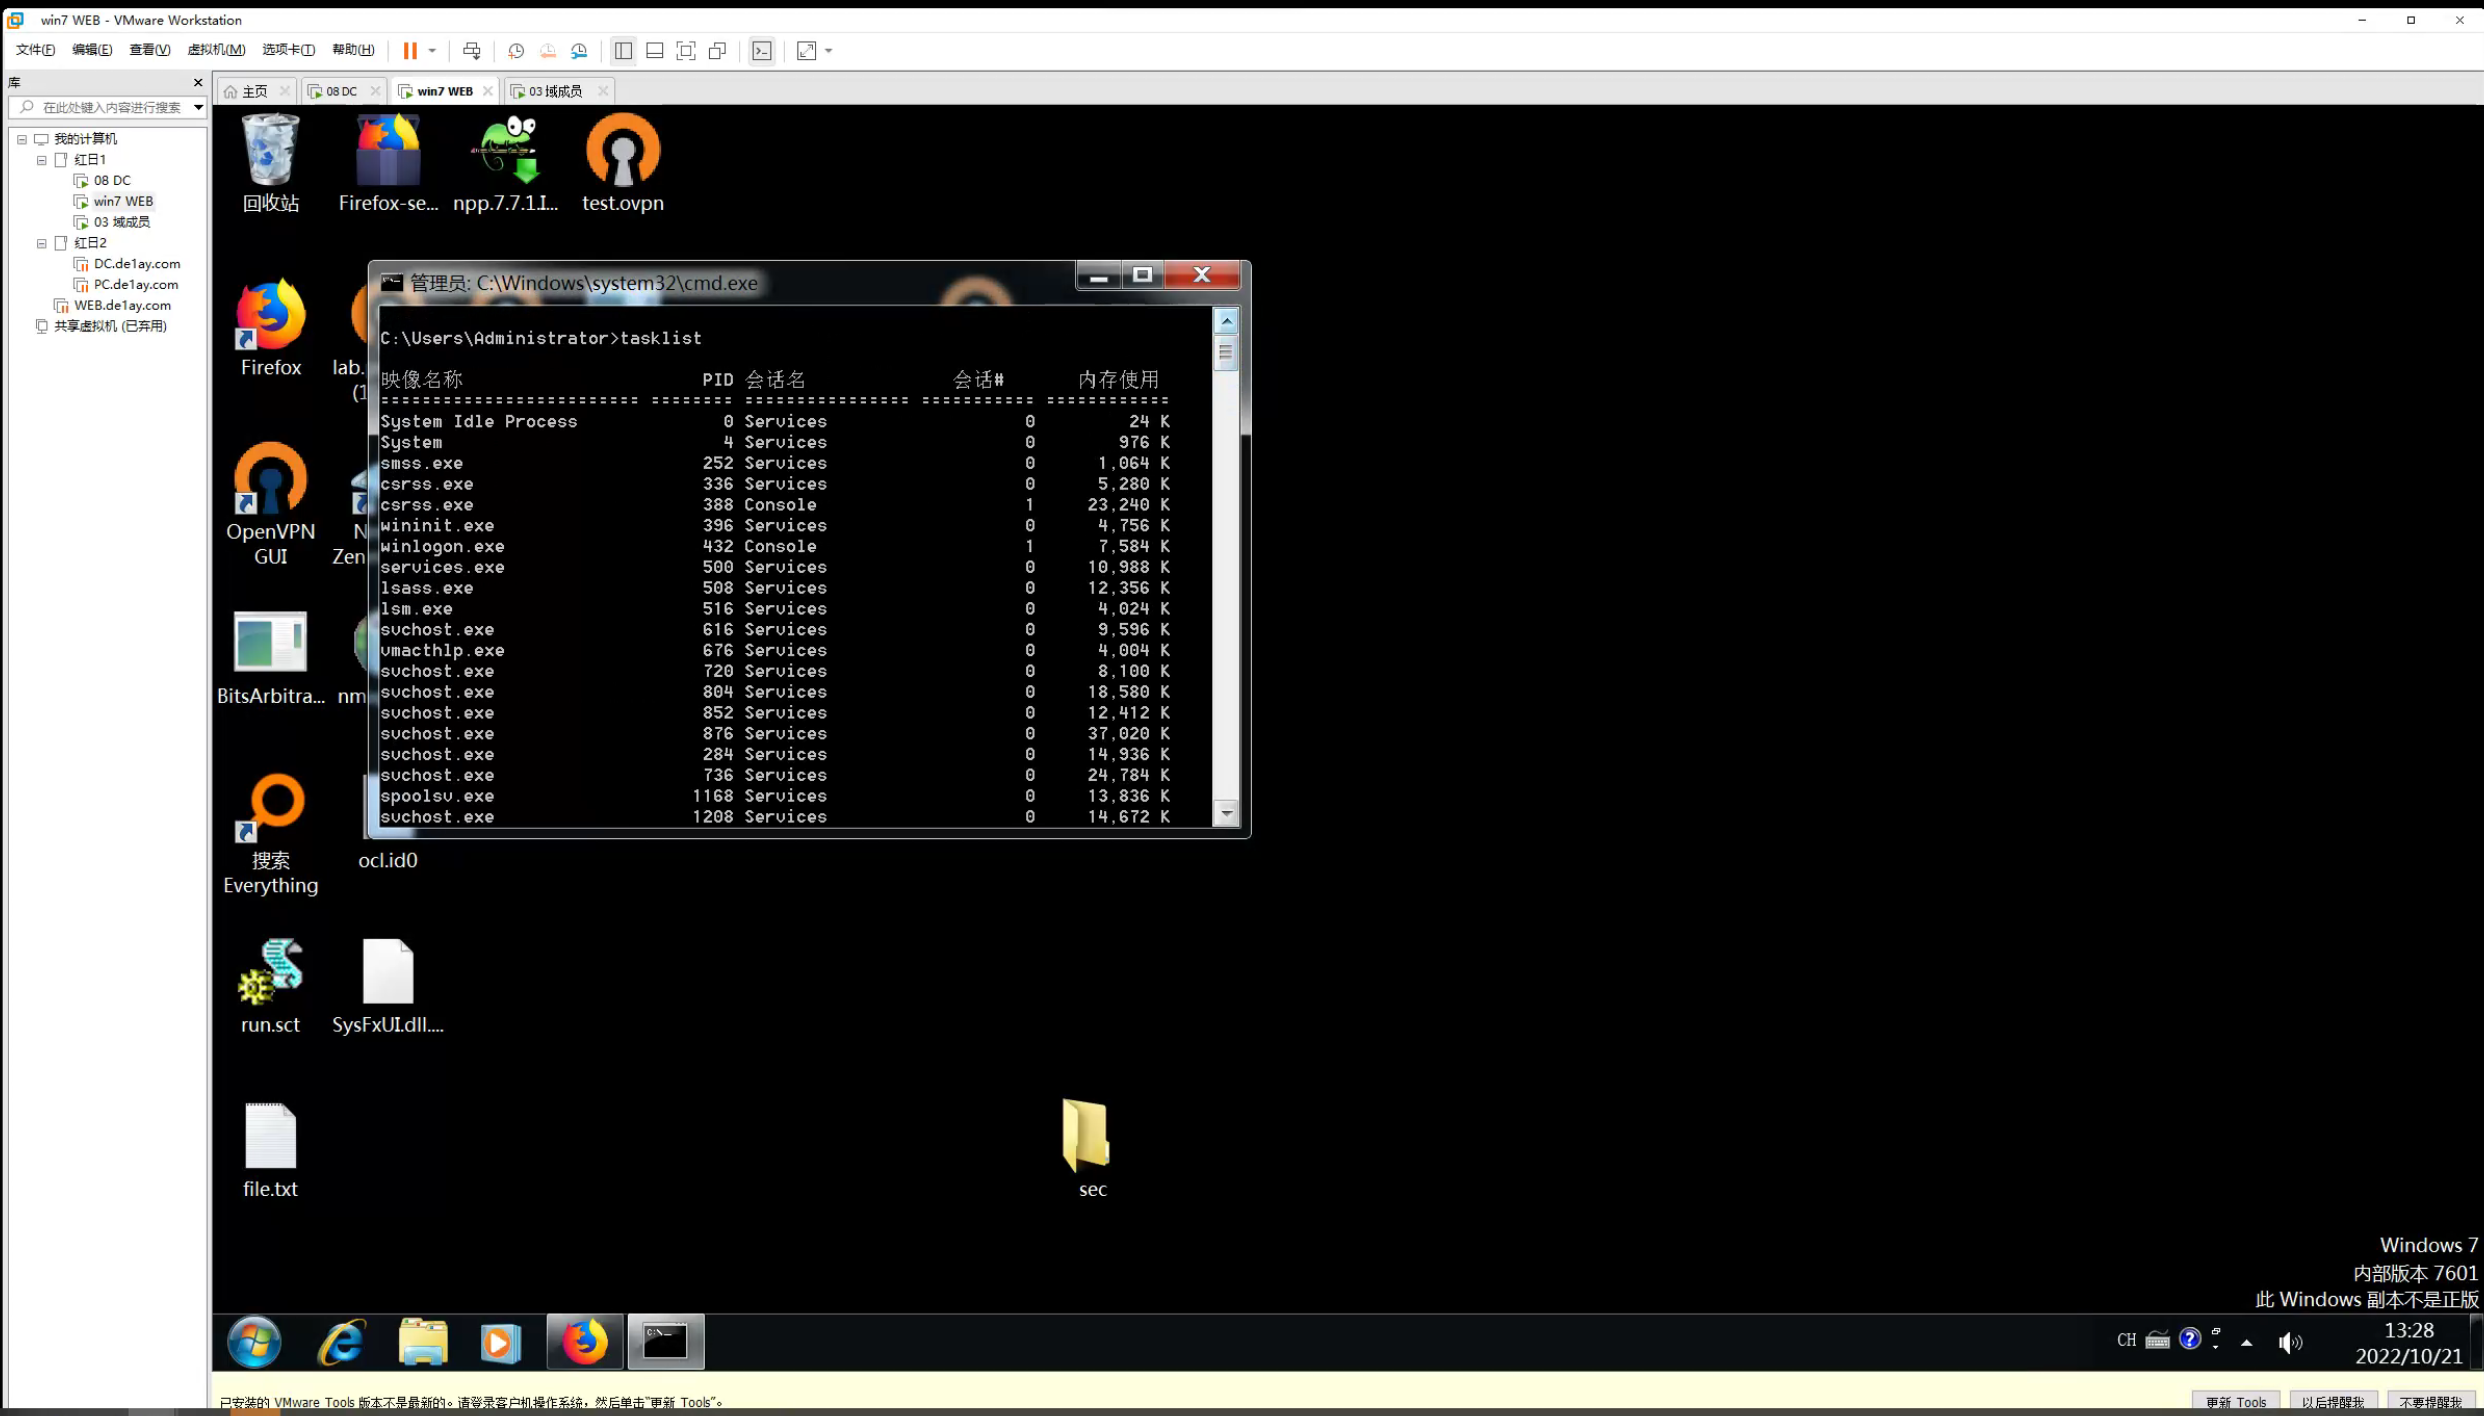 win7 WEB - VMware Workstation
文件(F) 编辑(E) 查看(V) 虚拟机(M) 选项卡(T) 帮助(H)
库
主页 08 DC win7 WEB 03 域成员
在此处键入内容进行搜索
我的计算机
红日1
08 DC
win7 WEB
03 域成员
红日2
DC.de1ay.com
PC.de1ay.com
WEB.de1ay.com
共享虚拟机 (已弃用)
回收站 Firefox-se... npp.7.7.1.I... test.ovpn
Firefox
lab.
(1
OpenVPN
GUI
N
Zen
BitsArbitra... nm
搜索
Everything
ocl.id0
run.sct SysFxUI.dll....
file.txt
sec
管理员: C:\Windows\system32\cmd.exe
C:\Users\Administrator>tasklist
映像名称 PID 会话名 会话# 内存使用
========================= ======== ================ =========== ============
System Idle Process 0 Services 0 24 K
System 4 Services 0 976 K
smss.exe 252 Services 0 1,064 K
csrss.exe 336 Services 0 5,280 K
csrss.exe 388 Console 1 23,240 K
wininit.exe 396 Services 0 4,756 K
winlogon.exe 432 Console 1 7,584 K
services.exe 500 Services 0 10,988 K
lsass.exe 508 Services 0 12,356 K
lsm.exe 516 Services 0 4,024 K
svchost.exe 616 Services 0 9,596 K
vmacthlp.exe 676 Services 0 4,004 K
svchost.exe 720 Services 0 8,100 K
svchost.exe 804 Services 0 18,580 K
svchost.exe 852 Services 0 12,412 K
svchost.exe 876 Services 0 37,020 K
svchost.exe 284 Services 0 14,936 K
svchost.exe 736 Services 0 24,784 K
spoolsv.exe 1168 Services 0 13,836 K
svchost.exe 1208 Services 0 14,672 K
Windows 7
内部版本 7601
此 Windows 副本不是正版
CH
13:28
2022/10/21
已安装的 VMware Tools 版本不是最新的。请登录客户机操作系统，然后单击“更新 Tools”。
更新 Tools 以后提醒我 不要提醒我